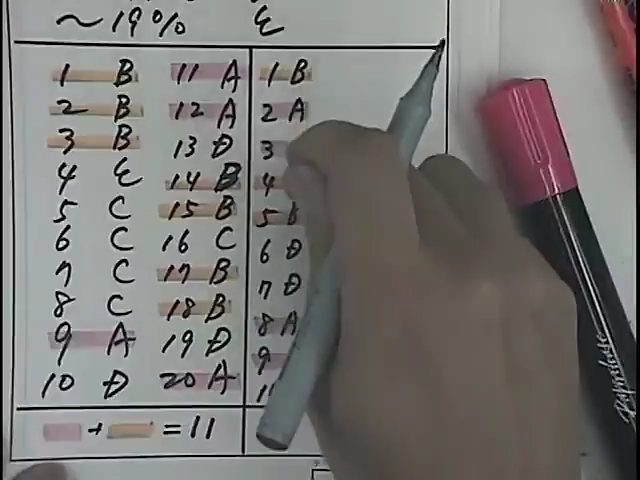 ~19% E
1 B 11 A 1 B
2 B 12 A 2 A
3 B 13 D 3
4 E 14 B 4
5 C 15 B 5 B
6 C 16 C 6 D
7 C 17 B 7 D
8 C 18 B 8 A
9 A 19 D 9
10 D 20 A
+ = 11